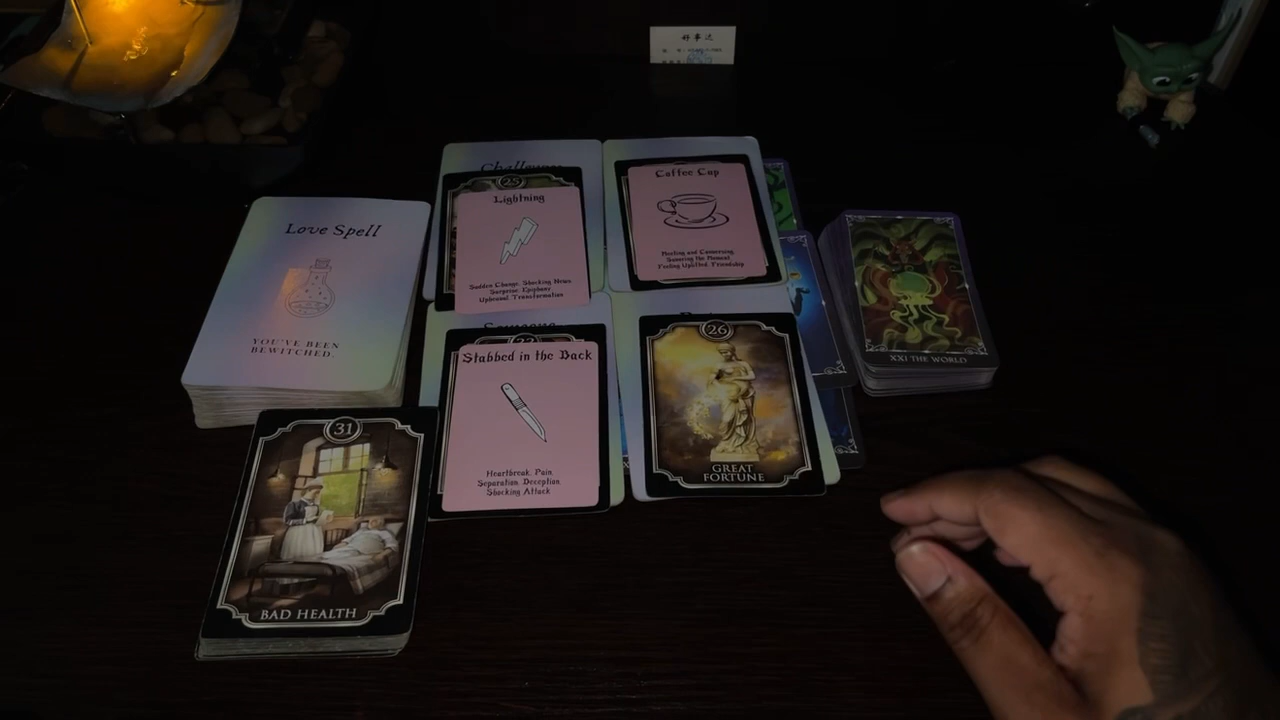 Love Spell
YOU'VE BEEN
BEWITCHED.
31
BAD HEALTH
25
Lightning
Sudden Change, Shocking News
Surprise, Epiphany
Upheaval, Transformation
Coffee Cup
Meeting and Conversing,
Savoring the Moment,
Feeling Uplifted, Friendship
Stabbed in the Back
Heartbreak, Pain,
Separation, Deception,
Shocking Attack
26
GREAT
FORTUNE
XXI THE WORLD